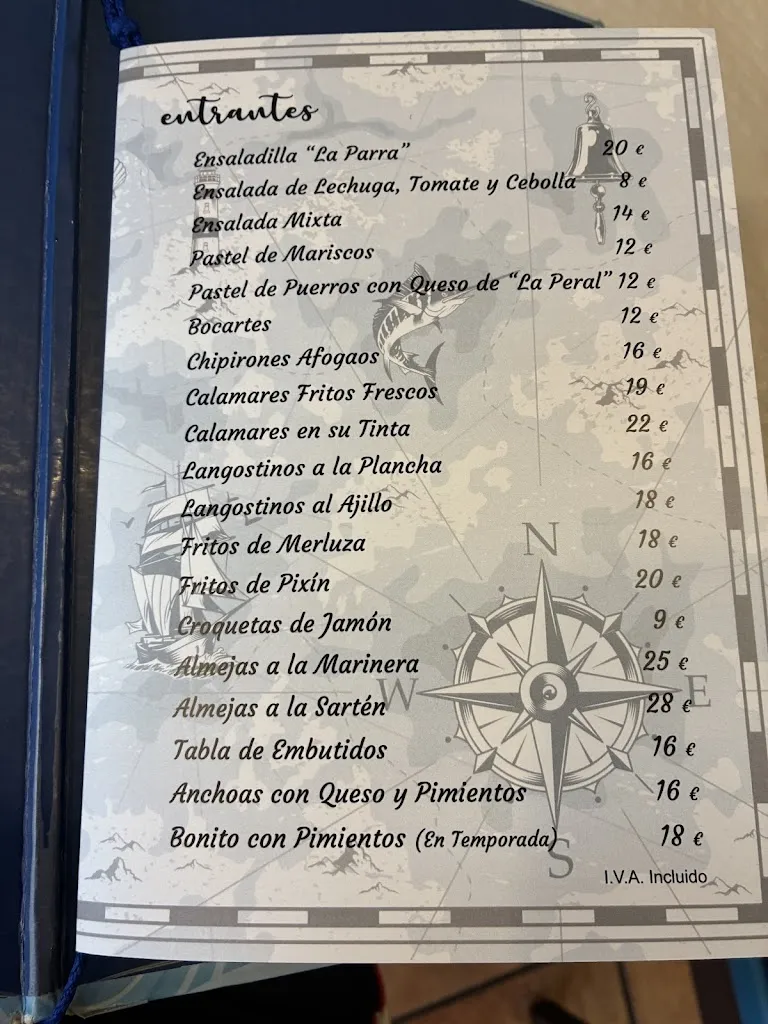 entrantes
Ensaladilla "La Parra" 20 €
Ensalada de Lechuga, Tomate y Cebolla 8 €
Ensalada Mixta 14 €
Pastel de Mariscos 12 €
Pastel de Puerros con Queso de "La Peral" 12 €
Bocartes 12 €
Chipirones Afogaos 16 €
Calamares Fritos Frescos 19 €
Calamares en su Tinta 22 €
Langostinos a la Plancha 16 €
Langostinos al Ajillo 18 €
N
Fritos de Merluza 18 €
Fritos de Pixín 20 €
Croquetas de Jamón 9 €
Almejas a la Marinera 25 €
W E
Almejas a la Sartén 28 €
Tabla de Embutidos 16 €
Anchoas con Queso y Pimientos 16 €
Bonito con Pimientos (En Temporada) 18 €
S
I.V.A. Incluido